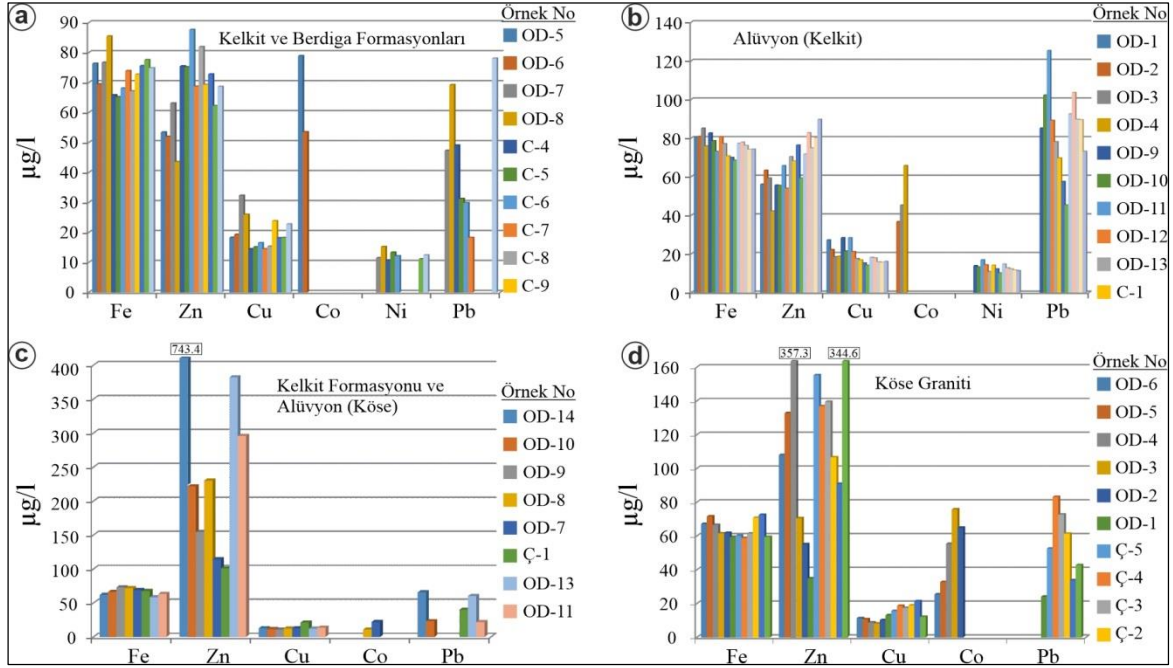 a
Kelkit ve Berdiga Formasyonları
µg/l
90
80
70
60
50
40
30
20
10
0
Fe Zn Cu Co Ni Pb
Örnek No
OD-5
OD-6
OD-7
OD-8
C-4
C-5
C-6
C-7
C-8
C-9
b
Alüvyon (Kelkit)
µg/l
140
120
100
80
60
40
20
0
Fe Zn Cu Co Ni Pb
Örnek No
OD-1
OD-2
OD-3
OD-4
OD-9
OD-10
OD-11
OD-12
OD-13
C-1
c
743.4
Kelkit Formasyonu ve
Alüvyon (Köse)
µg/l
400
350
300
250
200
150
100
50
0
Fe Zn Cu Co Pb
Örnek No
OD-14
OD-10
OD-9
OD-8
OD-7
Ç-1
OD-13
OD-11
d
357.3 344.6
Köse Graniti
µg/l
160
140
120
100
80
60
40
20
0
Fe Zn Cu Co Pb
Örnek No
OD-6
OD-5
OD-4
OD-3
OD-2
OD-1
Ç-5
Ç-4
Ç-3
Ç-2